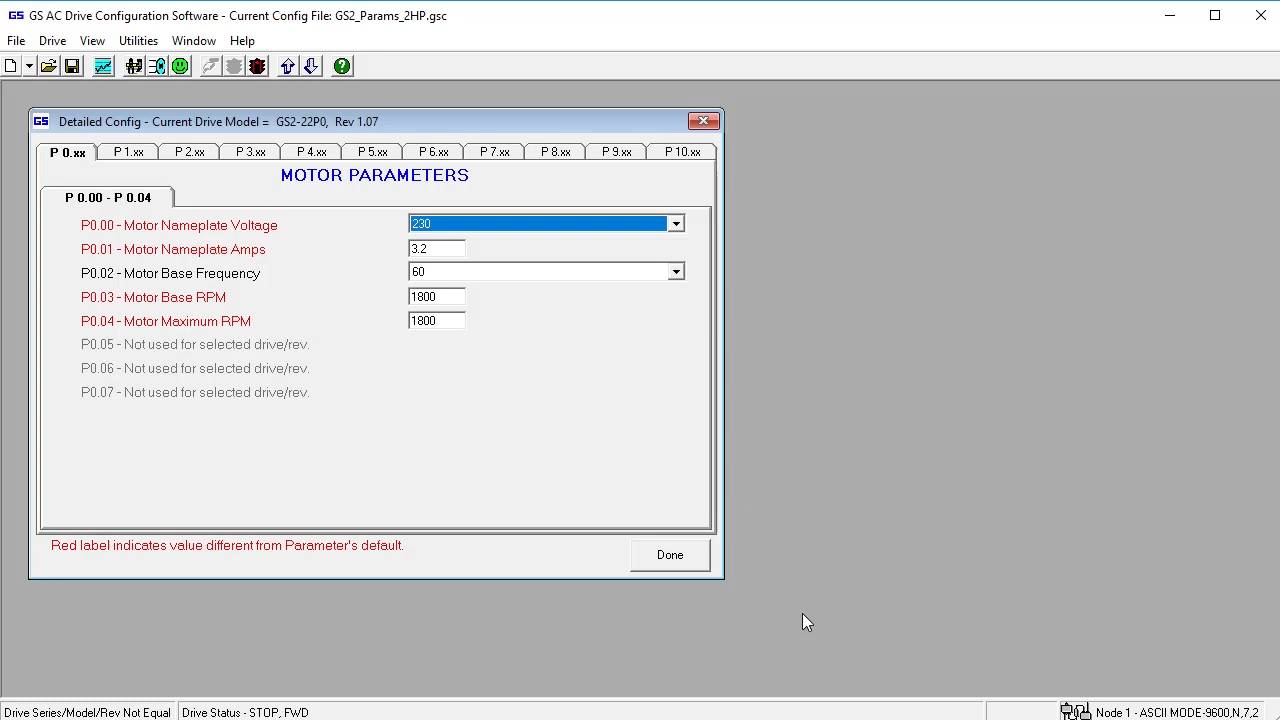 GS GS AC Drive Configuration Software - Current Config File: GS2_Params_2HP.gsc
File Drive View Utilities Window Help
GS Detailed Config - Current Drive Model = GS2-22P0, Rev 1.07
P 0.xx P 1.xx P 2.xx P 3.xx P 4.xx P 5.xx P 6.xx P 7.xx P 8.xx P 9.xx P 10.xx
MOTOR PARAMETERS
P 0.00 - P 0.04
P0.00 - Motor Nameplate Voltage 230
P0.01 - Motor Nameplate Amps 3.2
P0.02 - Motor Base Frequency 60
P0.03 - Motor Base RPM 1800
P0.04 - Motor Maximum RPM 1800
P0.05 - Not used for selected drive/rev.
P0.06 - Not used for selected drive/rev.
P0.07 - Not used for selected drive/rev.
Red label indicates value different from Parameter's default.
Done
Drive Series/Model/Rev Not Equal Drive Status - STOP, FWD Node 1 - ASCII MODE-9600,N,7,2